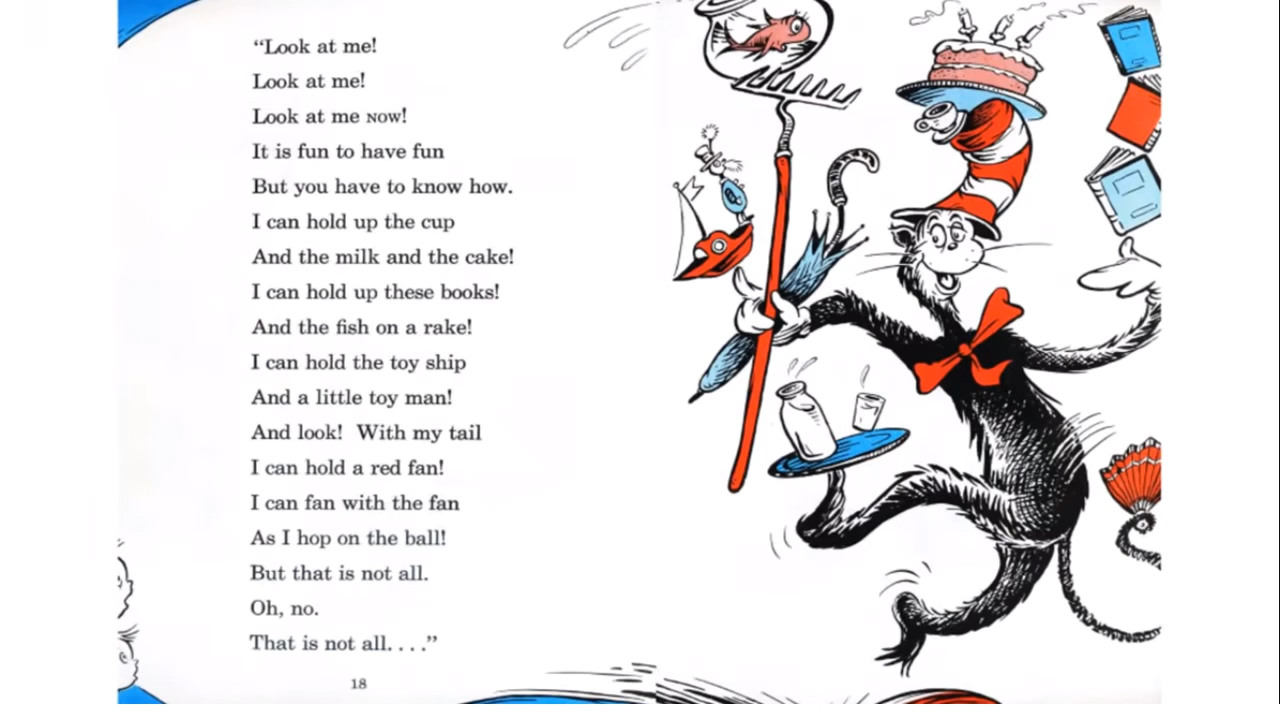 “Look at me!
Look at me!
Look at me NOW!
It is fun to have fun
But you have to know how.
I can hold up the cup
And the milk and the cake!
I can hold up these books!
And the fish on a rake!
I can hold the toy ship
And a little toy man!
And look!  With my tail
I can hold a red fan!
I can fan with the fan
As I hop on the ball!
But that is not all.
Oh, no.
That is not all. . . .”
18